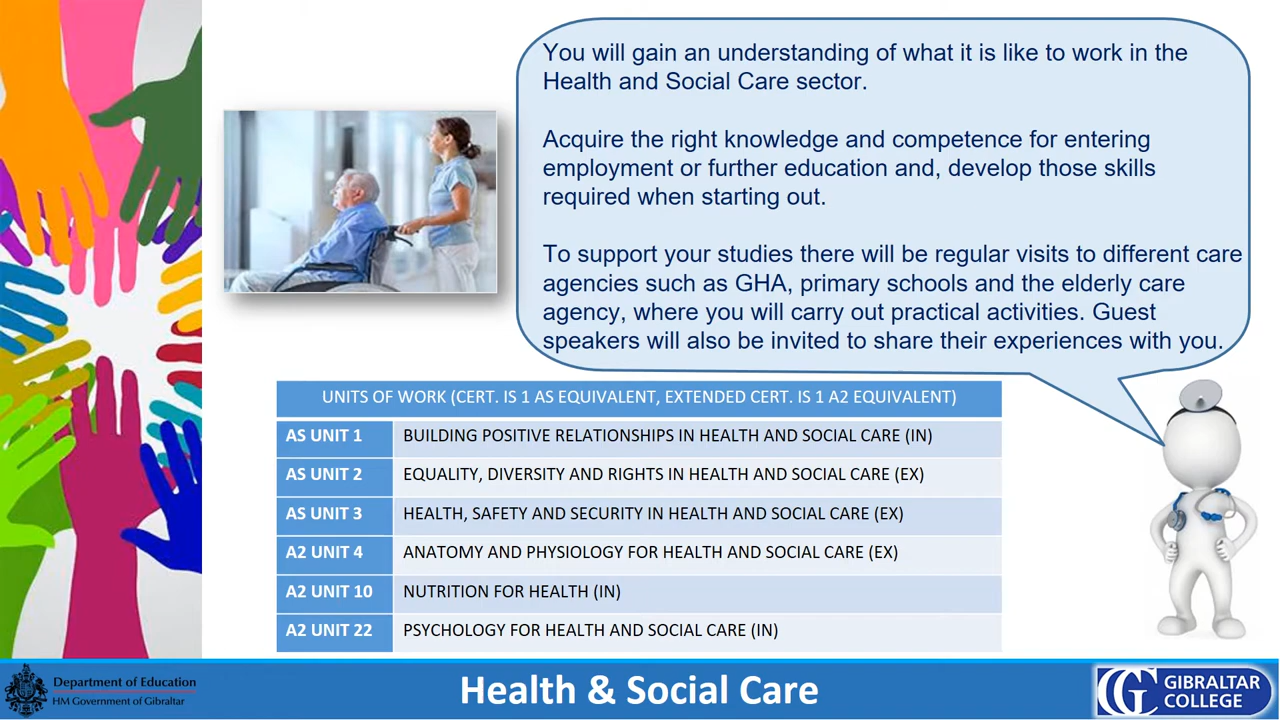 You will gain an understanding of what it is like to work in the
Health and Social Care sector.
Acquire the right knowledge and competence for entering
employment or further education and, develop those skills
required when starting out.
To support your studies there will be regular visits to different care
agencies such as GHA, primary schools and the elderly care
agency, where you will carry out practical activities. Guest
speakers will also be invited to share their experiences with you.
UNITS OF WORK (CERT. IS 1 AS EQUIVALENT, EXTENDED CERT. IS 1 A2 EQUIVALENT)
AS UNIT 1 BUILDING POSITIVE RELATIONSHIPS IN HEALTH AND SOCIAL CARE (IN)
AS UNIT 2 EQUALITY, DIVERSITY AND RIGHTS IN HEALTH AND SOCIAL CARE (EX)
AS UNIT 3 HEALTH, SAFETY AND SECURITY IN HEALTH AND SOCIAL CARE (EX)
A2 UNIT 4 ANATOMY AND PHYSIOLOGY FOR HEALTH AND SOCIAL CARE (EX)
A2 UNIT 10 NUTRITION FOR HEALTH (IN)
A2 UNIT 22 PSYCHOLOGY FOR HEALTH AND SOCIAL CARE (IN)
Department of Education
HM Government of Gibraltar
Health & Social Care
GIBRALTAR
COLLEGE